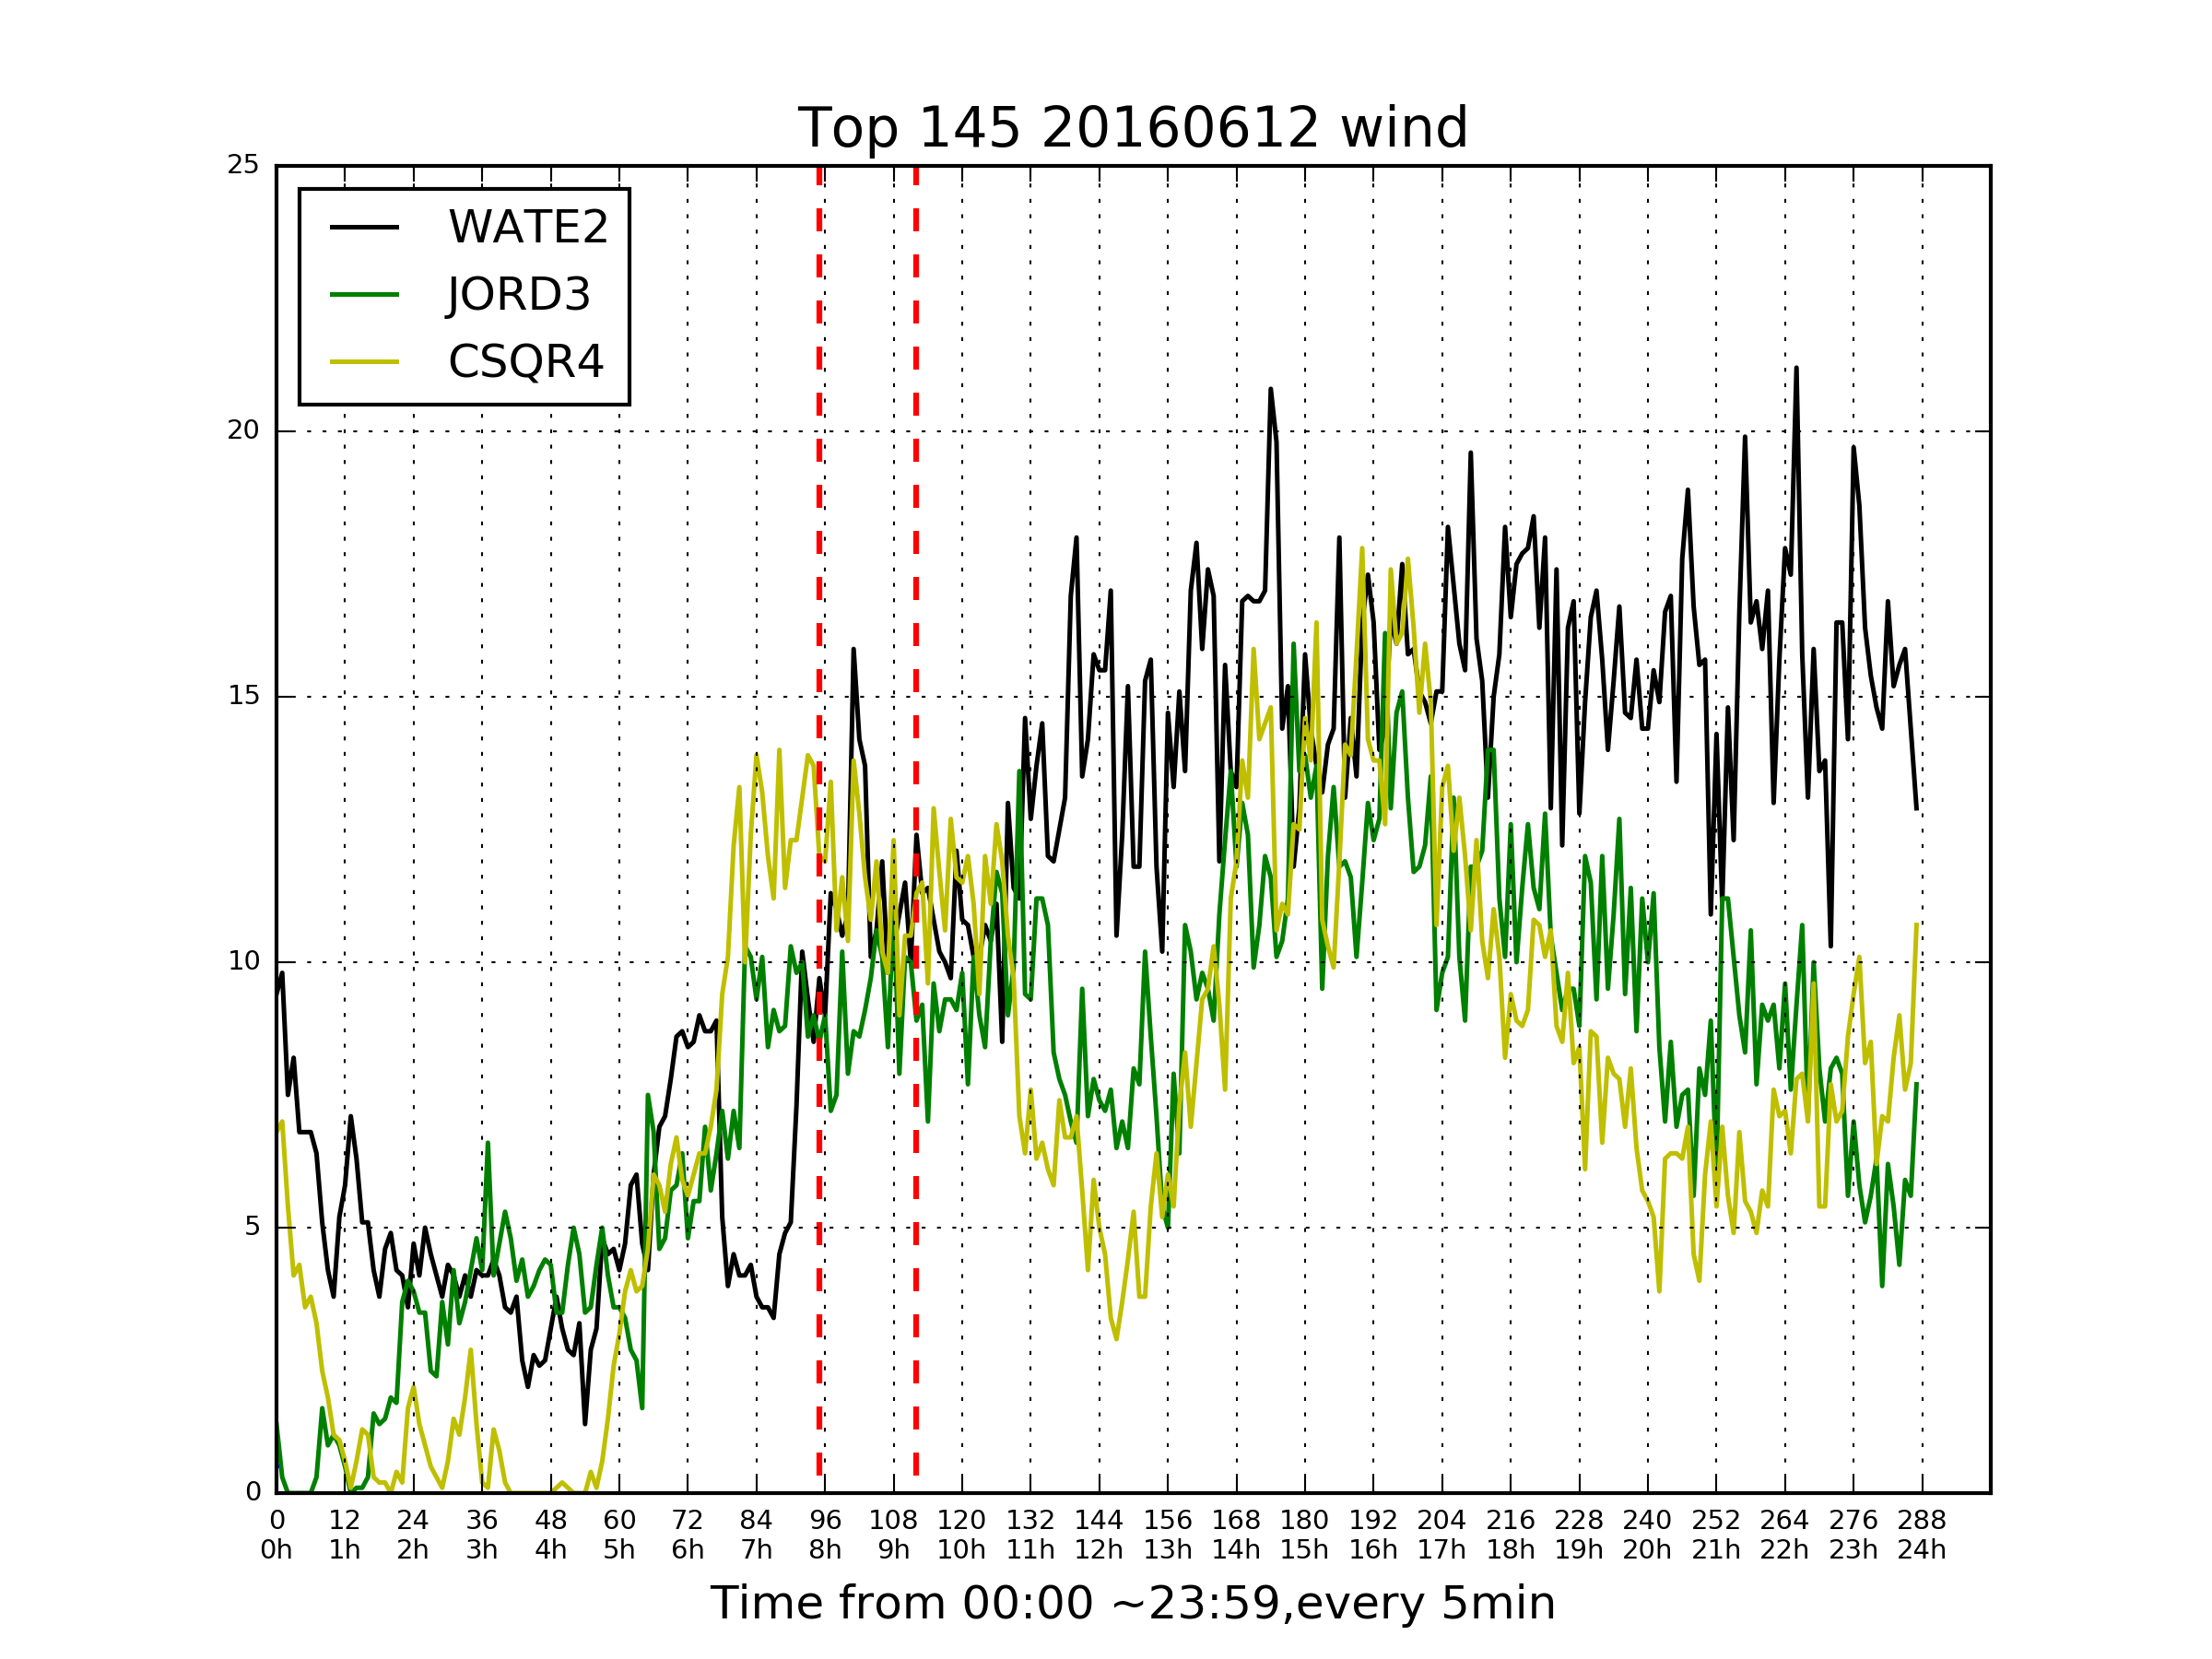 Top 145 20160612 wind
25
20
15
10
5
0
WATE2
JORD3
CSQR4
0 12 24 36 48 60 72 84 96 108 120 132 144 156 168 180 192 204 216 228 240 252 264 276 288
0h 1h 2h 3h 4h 5h 6h 7h 8h 9h 10h 11h 12h 13h 14h 15h 16h 17h 18h 19h 20h 21h 22h 23h 24h
Time from 00:00 ~23:59,every 5min